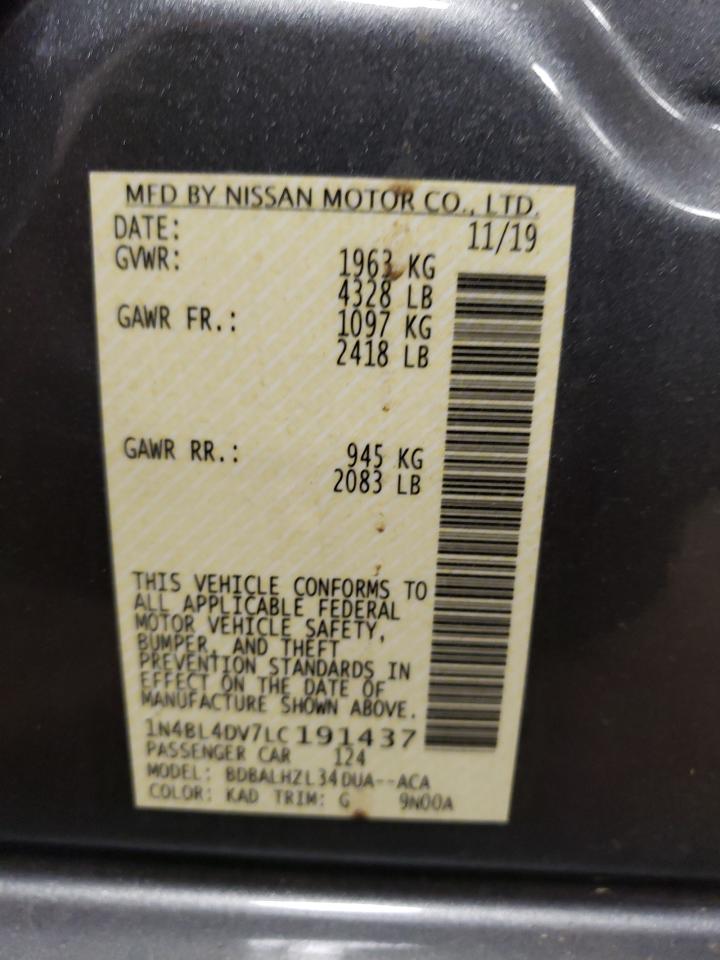 MFD BY NISSAN MOTOR CO., LTD.
DATE: 11/19
GVWR: 1963 KG
4328 LB
GAWR FR.: 1097 KG
2418 LB
GAWR RR.: 945 KG
2083 LB
THIS VEHICLE CONFORMS TO
ALL APPLICABLE FEDERAL
MOTOR VEHICLE SAFETY,
BUMPER, AND THEFT
PREVENTION STANDARDS IN
EFFECT ON THE DATE OF
MANUFACTURE SHOWN ABOVE.
1N4BL4DV7LC191437
PASSENGER CAR 124
MODEL: BDBALHZL34DUA--ACA
COLOR: KAD TRIM: G 9N00A